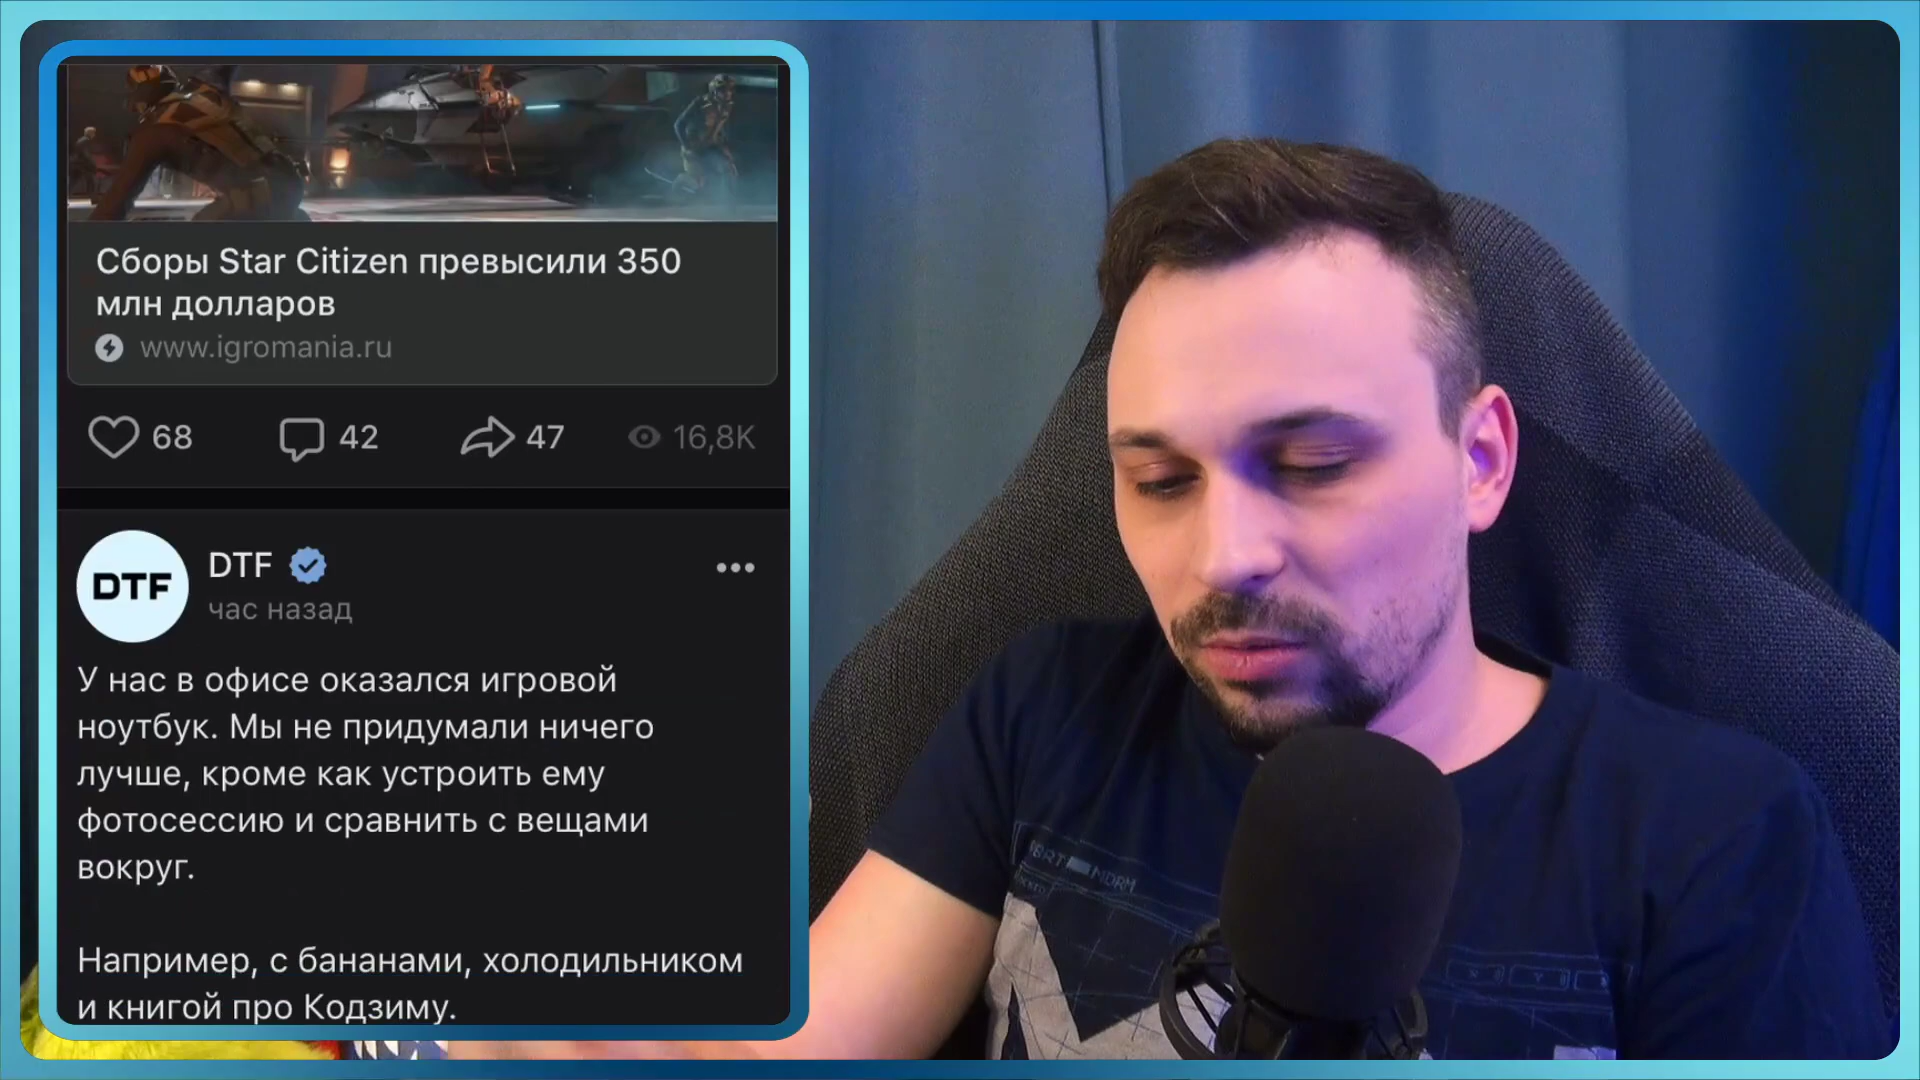 Сборы Star Citizen превысили 350
млн долларов
www.igromania.ru
68
42
47
16,8K
DTF
DTF
час назад
У нас в офисе оказался игровой
ноутбук. Мы не придумали ничего
лучше, кроме как устроить ему
фотосессию и сравнить с вещами
вокруг.
Например, с бананами, холодильником
и книгой про Кодзиму.